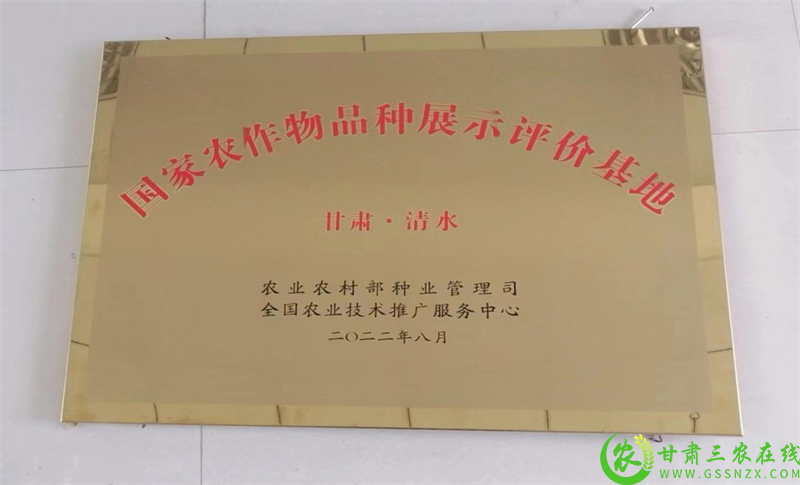 国家农作物品种展示评价基地
甘肃·清水
农业农村部种业管理司
全国农业技术推广服务中心
二〇二二年八月
农
甘肃三农在线
WWW.GSSNZX.COM